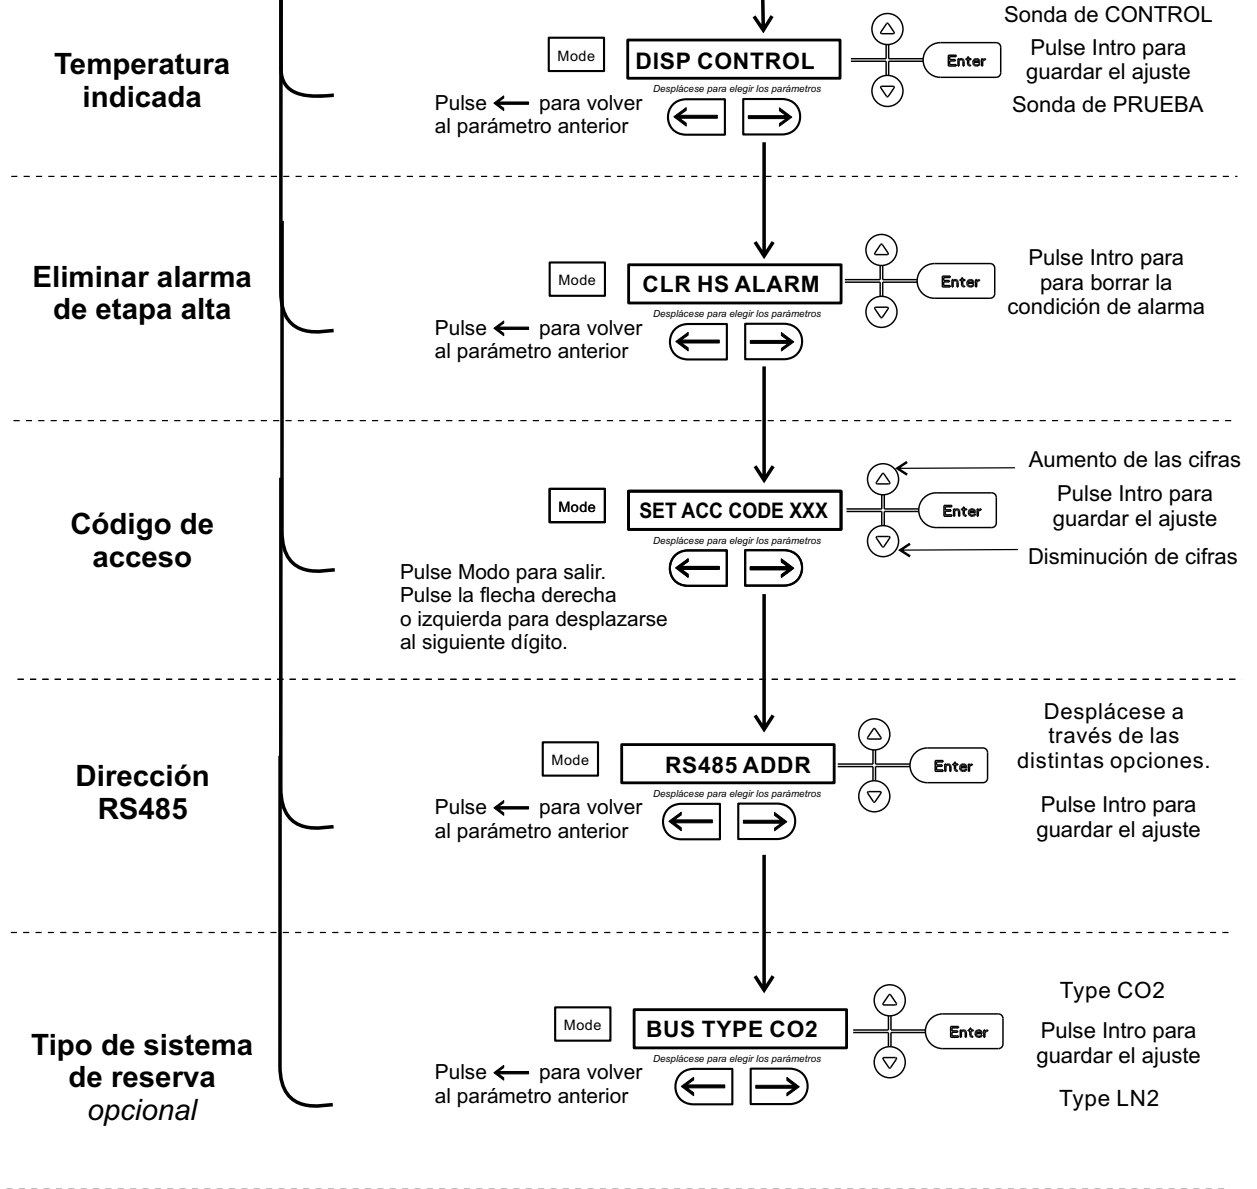 Temperatura
indicada
Mode
DISP CONTROL
Enter
Sonda de CONTROL
Pulse Intro para
guardar el ajuste
Sonda de PRUEBA
Desplácese para elegir los parámetros
Pulse ← para volver
al parámetro anterior
Eliminar alarma
de etapa alta
Mode
CLR HS ALARM
Enter
Pulse Intro para
para borrar la
condición de alarma
Desplácese para elegir los parámetros
Pulse ← para volver
al parámetro anterior
Código de
acceso
Mode
SET ACC CODE XXX
Enter
Aumento de las cifras
Pulse Intro para
guardar el ajuste
Disminución de cifras
Desplácese para elegir los parámetros
Pulse Modo para salir.
Pulse la flecha derecha
o izquierda para desplazarse
al siguiente dígito.
Dirección
RS485
Mode
RS485 ADDR
Enter
Desplácese a
través de las
distintas opciones.
Pulse Intro para
guardar el ajuste
Desplácese para elegir los parámetros
Pulse ← para volver
al parámetro anterior
Tipo de sistema
de reserva
opcional
Mode
BUS TYPE CO2
Enter
Type CO2
Pulse Intro para
guardar el ajuste
Type LN2
Desplácese para elegir los parámetros
Pulse ← para volver
al parámetro anterior